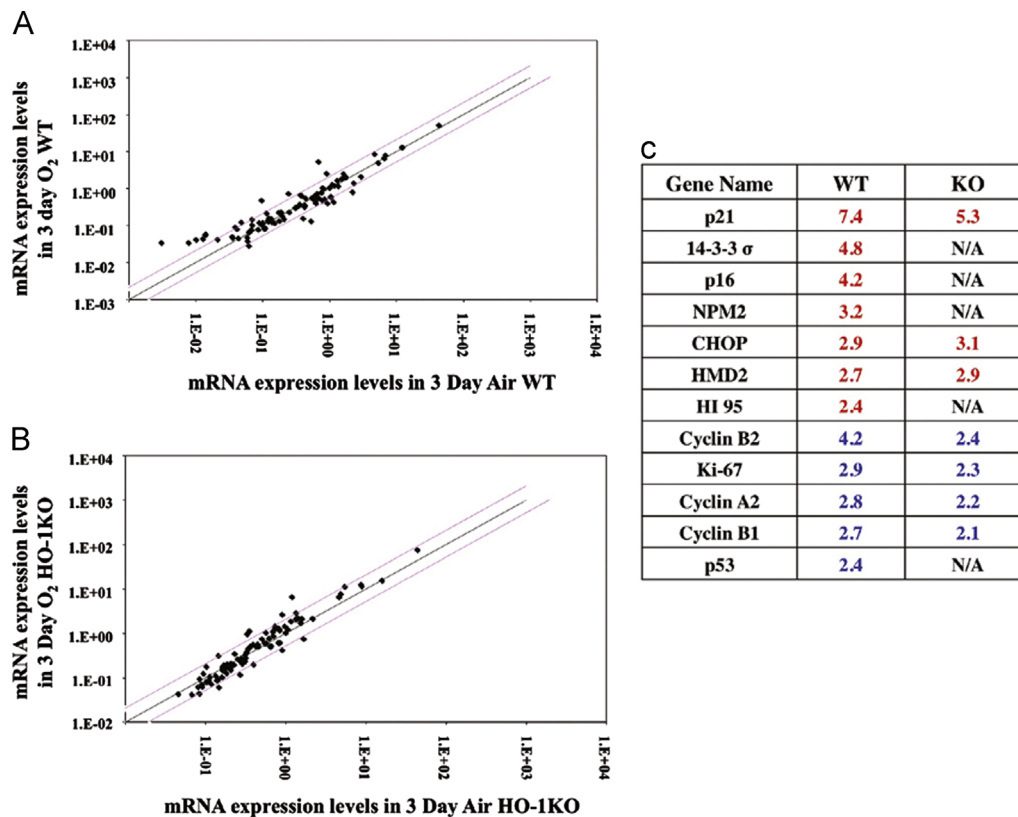 A
mRNA expression levels
in 3 day O₂ WT
1.E+04
1.E+03
1.E+02
1.E+01
1.E+00
1.E-01
1.E-02
1.E-03
1.E-02
1.E-01
1.E+00
1.E+01
1.E+02
1.E+03
1.E+04
mRNA expression levels in 3 Day Air WT
B
mRNA expression levels
in 3 Day O₂ HO-1KO
1.E+04
1.E+03
1.E+02
1.E+01
1.E+00
1.E-01
1.E-02
1.E-01
1.E+00
1.E+01
1.E+02
1.E+03
1.E+04
mRNA expression levels in 3 Day Air HO-1KO
C
Gene Name WT KO
p21 7.4 5.3
14-3-3 σ 4.8 N/A
p16 4.2 N/A
NPM2 3.2 N/A
CHOP 2.9 3.1
HMD2 2.7 2.9
HI 95 2.4 N/A
Cyclin B2 4.2 2.4
Ki-67 2.9 2.3
Cyclin A2 2.8 2.2
Cyclin B1 2.7 2.1
p53 2.4 N/A